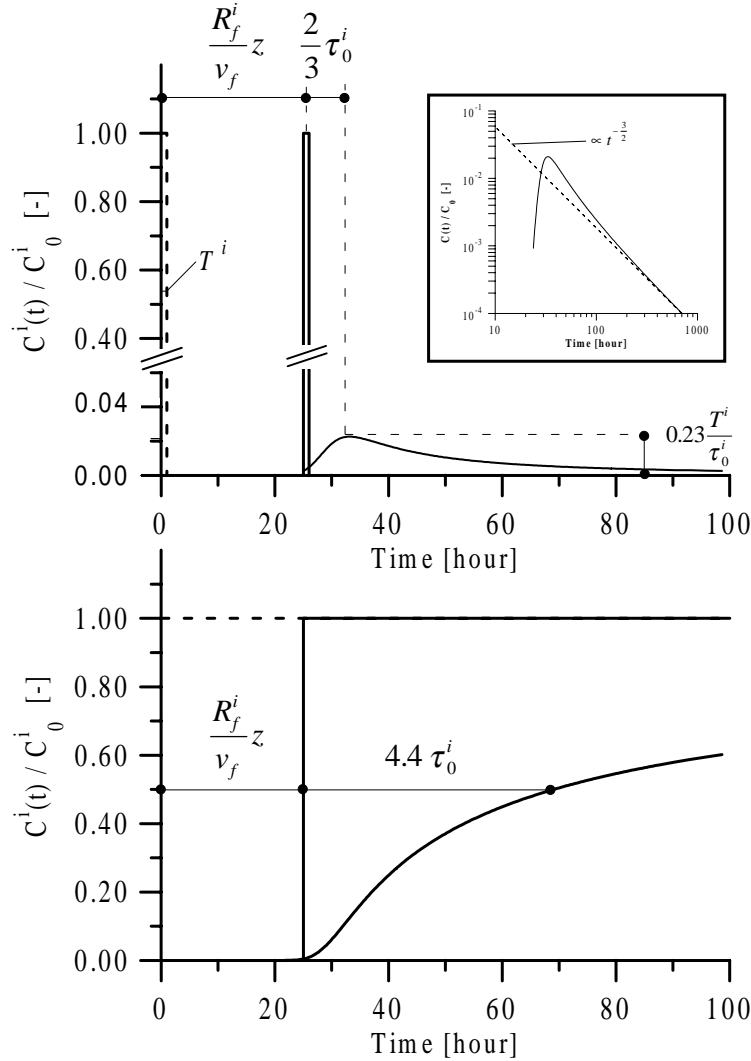 R_f^i / v_f z
2/3 τ_0^i
1.00
0.80
0.60
0.40
0.04
0.00
C^i(t) / C_0^i [-]
T^i
0.23 T^i / τ_0^i
0 20 40 60 80 100
Time [hour]
10^-1
10^-2
10^-3
10^-4
C(t) / C_0 [-]
∝ t^(-3/2)
10 100 1000
Time [hour]
1.00
0.80
0.60
0.40
0.20
0.00
C^i(t) / C_0^i [-]
R_f^i / v_f z
4.4 τ_0^i
0 20 40 60 80 100
Time [hour]